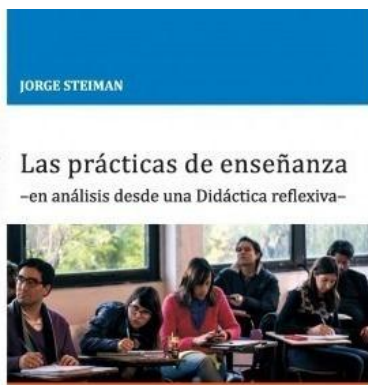 JORGE STEIMAN
Las prácticas de enseñanza
–en análisis desde una Didáctica reflexiva–